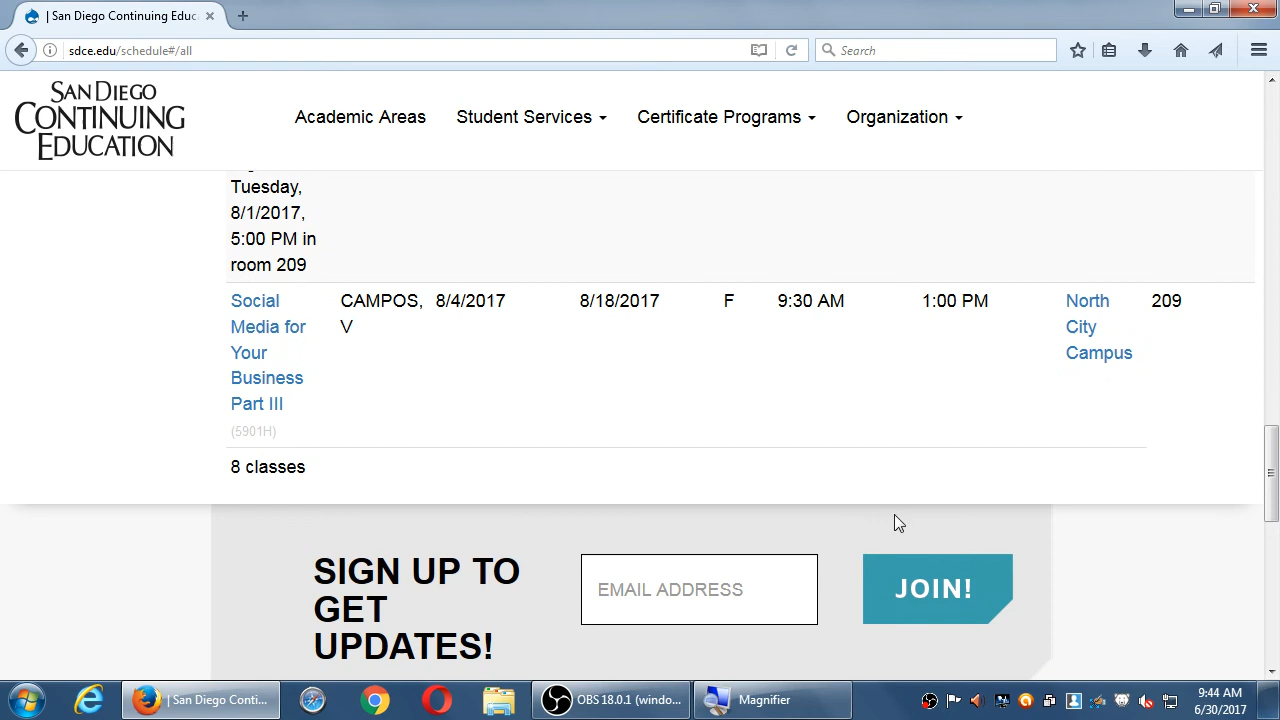 | San Diego Continuing Educ
sdce.edu/schedule#/all
Search
SAN DIEGO
CONTINUING
EDUCATION
Academic Areas
Student Services
Certificate Programs
Organization
Tuesday,
8/1/2017,
5:00 PM in
room 209
Social Media for Your Business Part III (5901H)
CAMPOS, V
8/4/2017
8/18/2017
F
9:30 AM
1:00 PM
North City Campus
209
8 classes
SIGN UP TO
GET
UPDATES!
EMAIL ADDRESS
JOIN!
| San Diego Conti...
OBS 18.0.1 (windo...
Magnifier
9:44 AM
6/30/2017